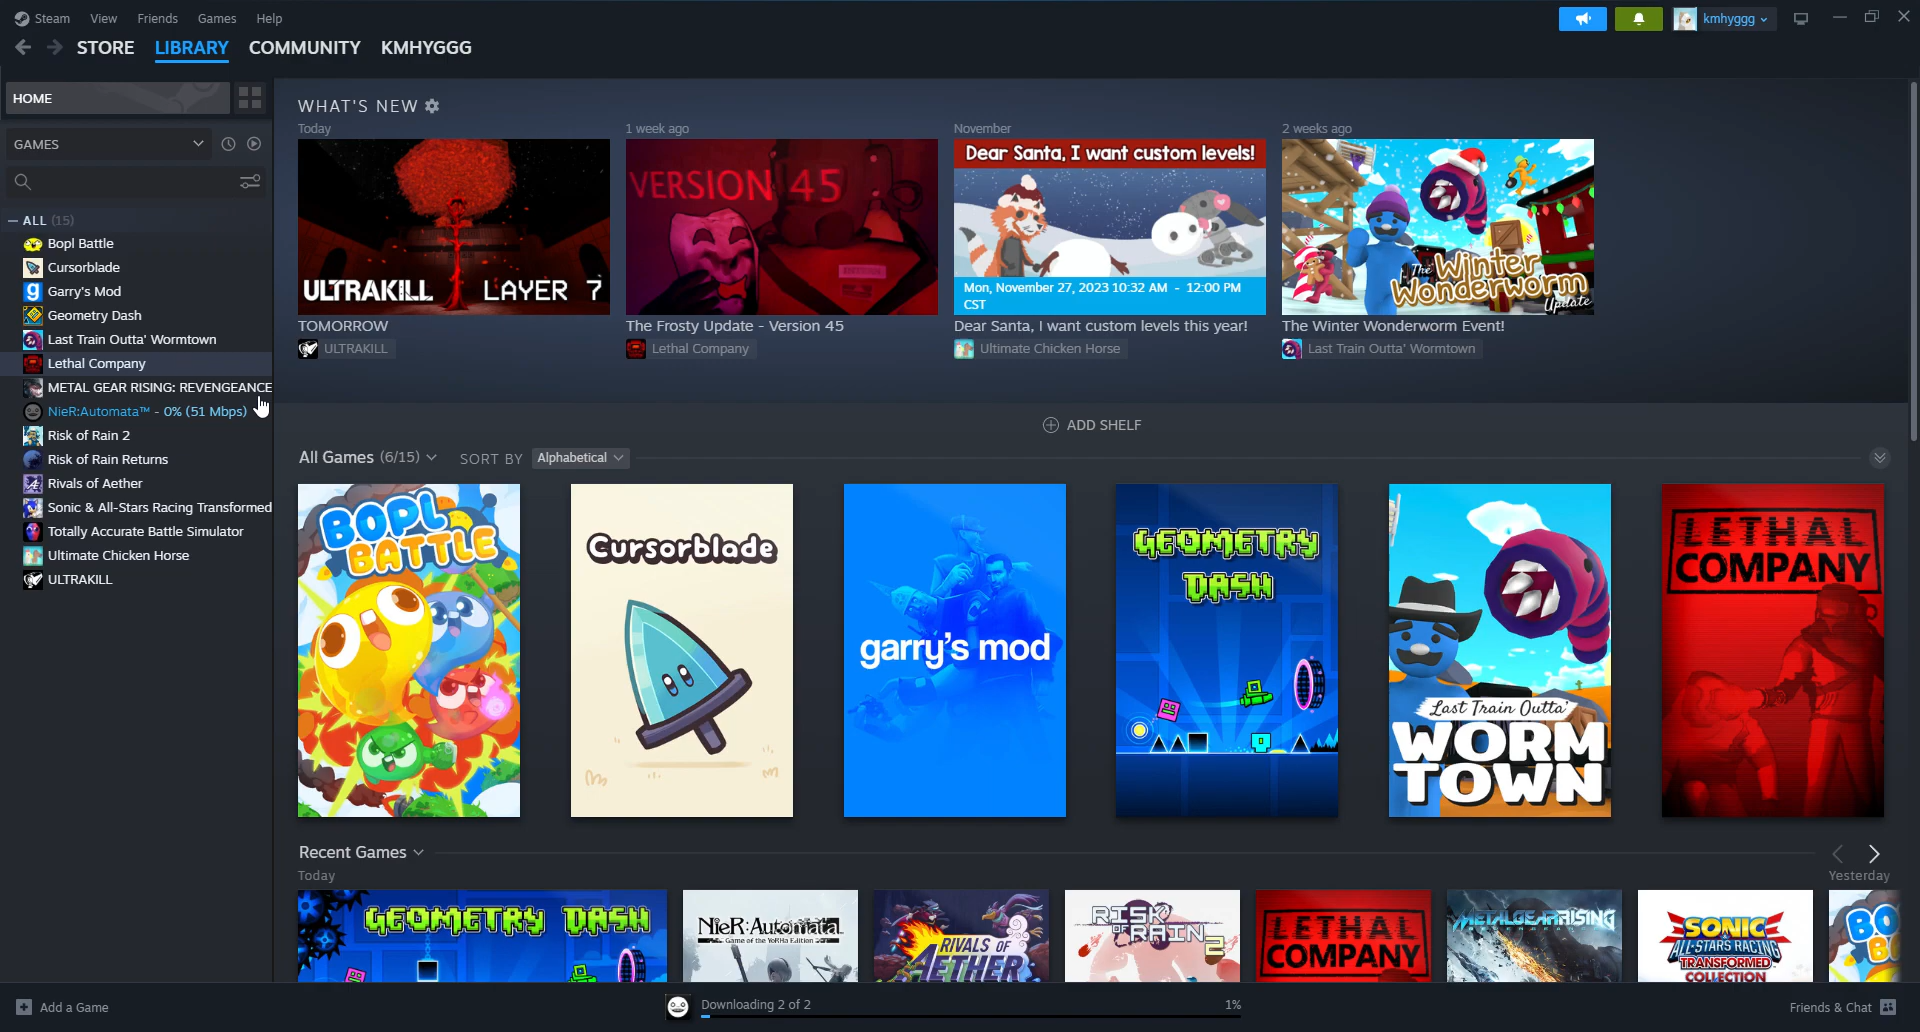 Steam View Friends Games Help kmhyggg
STORE LIBRARY COMMUNITY KMHYGGG
HOME
GAMES
ALL (15)
Bopl Battle
Cursorblade
Garry's Mod
Geometry Dash
Last Train Outta' Wormtown
Lethal Company
METAL GEAR RISING: REVENGEANCE
NieR:Automata™ - 0% (51 Mbps)
Risk of Rain 2
Risk of Rain Returns
Rivals of Aether
Sonic & All-Stars Racing Transformed
Totally Accurate Battle Simulator
Ultimate Chicken Horse
ULTRAKILL
WHAT'S NEW
Today
ULTRAKILL LAYER 7
TOMORROW
ULTRAKILL
1 week ago
VERSION 45
The Frosty Update - Version 45
Lethal Company
November
Dear Santa, I want custom levels!
Mon, November 27, 2023 10:32 AM - 12:00 PM
CST
Dear Santa, I want custom levels this year!
Ultimate Chicken Horse
2 weeks ago
The Winter
Wonderworm
Update
The Winter Wonderworm Event!
Last Train Outta' Wormtown
ADD SHELF
All Games (6/15) SORT BY Alphabetical
BOPL
BATTLE
Cursorblade
garry's mod
GEOMETRY
DASH
Last Train Outta'
WORM
TOWN
LETHAL
COMPANY
Recent Games
Today Yesterday
GEOMETRY DASH
NieR:Automata
Game of the YoRHa Edition
RIVALS OF
AETHER
RISK
OF RAIN 2
LETHAL
COMPANY
METAL GEAR RISING
SONIC
ALL-STARS RACING
TRANSFORMED
COLLECTION
BO
Add a Game
Downloading 2 of 2 1%
Friends & Chat